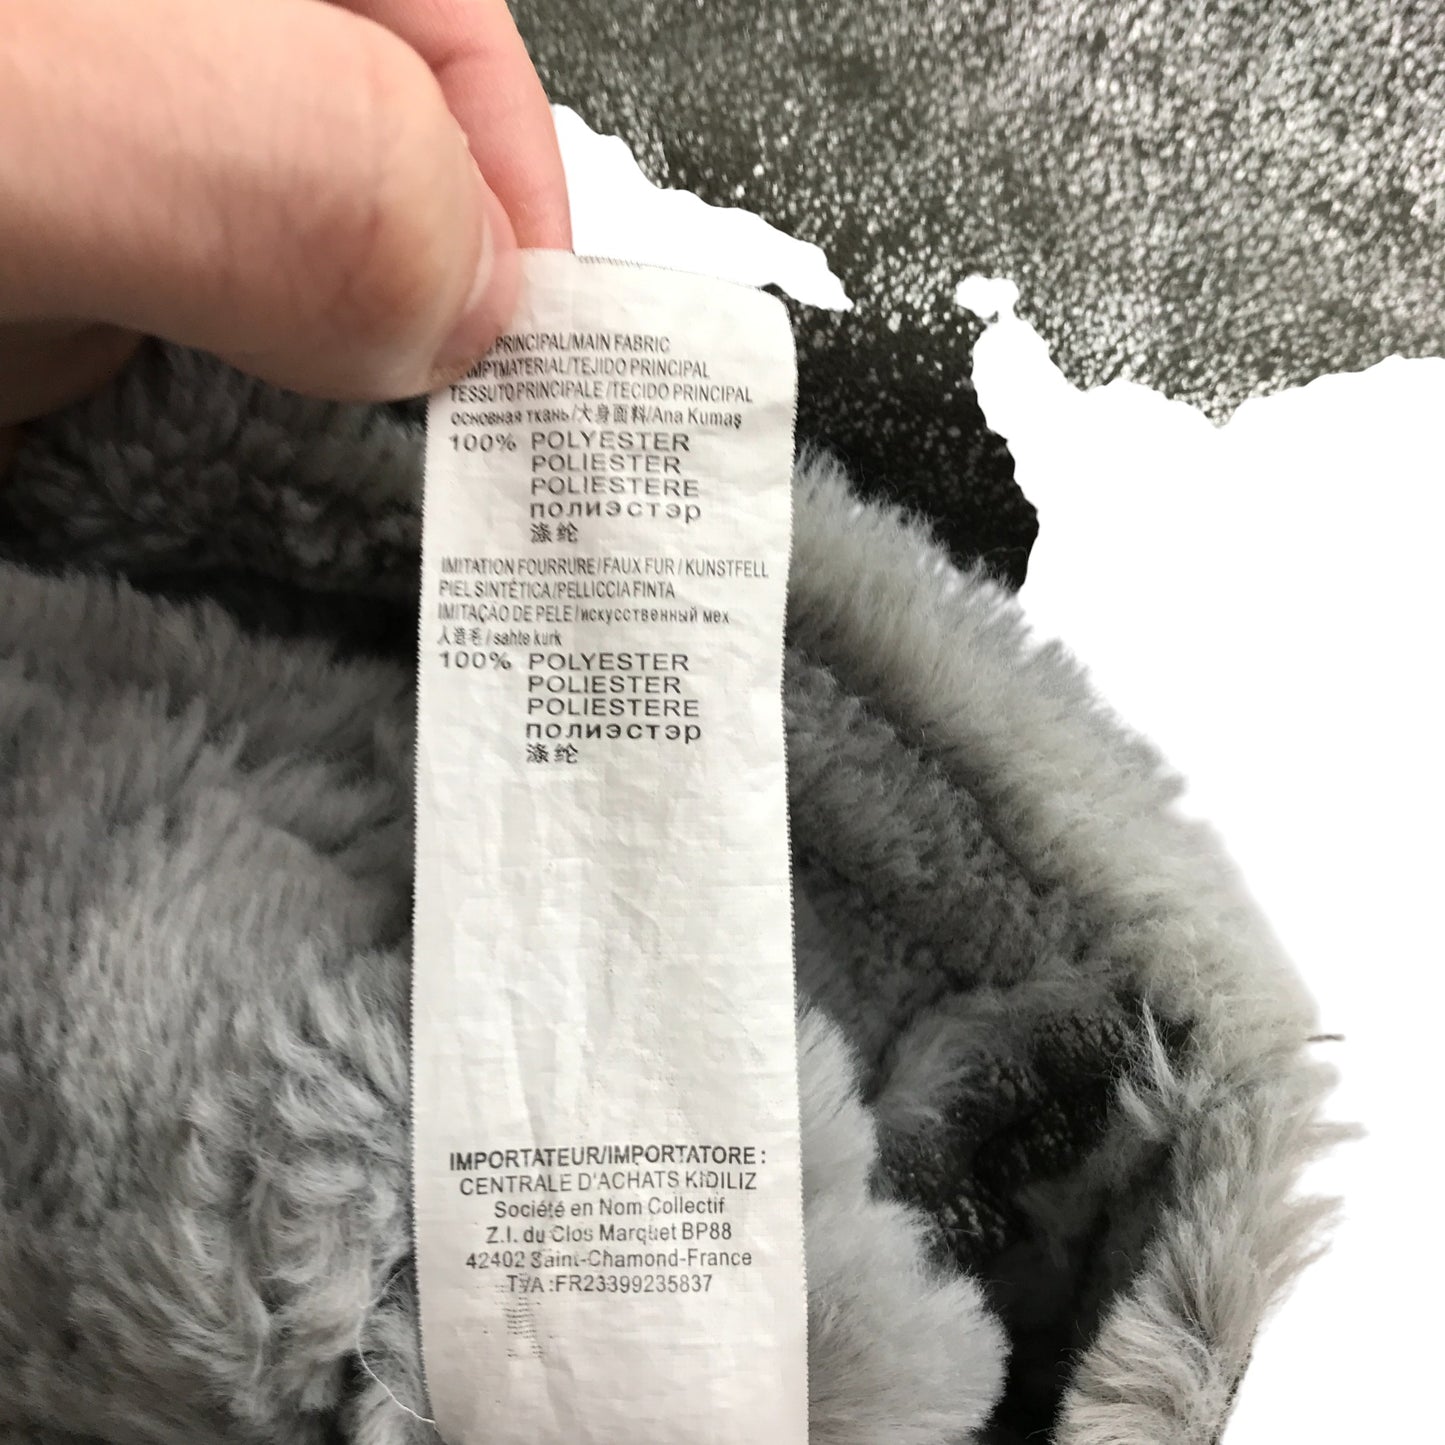 PRINCIPAL/MAIN FABRIC
/TEJIDO PRINCIPAL
TESSUTO PRINCIPALE/TECIDO PRINCIPAL
основная ткань/大身面料/Ana Kumaş
100% POLYESTER
POLIESTER
POLIESTERE
полиэстэр
涤纶
IMITATION FOURRURE/FAUX FUR/KUNSTFELL
PIEL SINTÉTICA/PELLICCIA FINTA
IMITAÇÃO DE PELE/искусственный мех
人造毛/sahte kurk
100% POLYESTER
POLIESTER
POLIESTERE
полиэстэр
涤纶
IMPORTATEUR/IMPORTATORE :
CENTRALE D'ACHATS KIDILIZ
Société en Nom Collectif
Z.I. du Clos Marquet BP88
42402 Saint-Chamond-France
TVA :FR23399235837